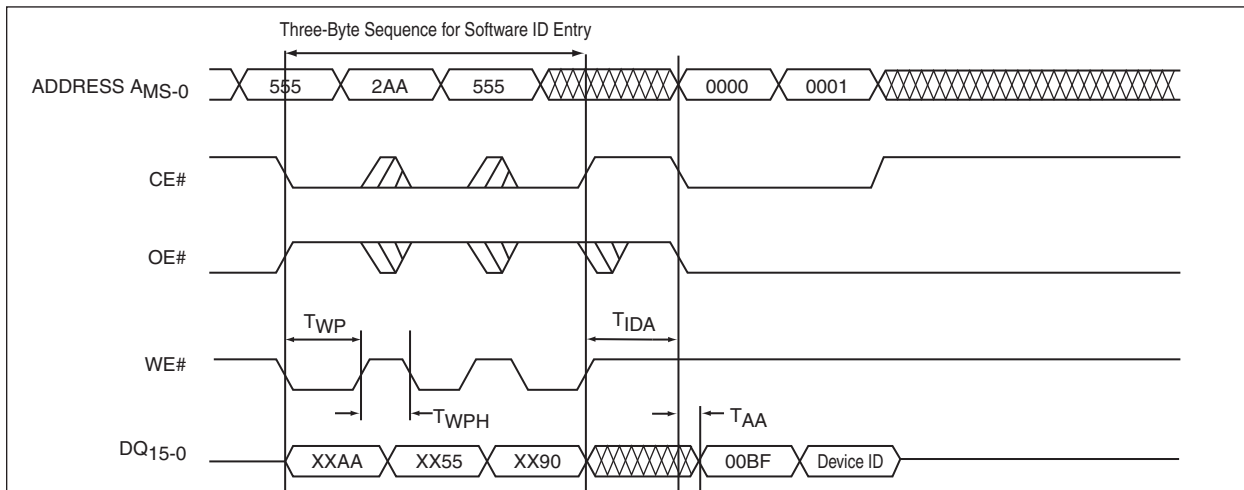 Three-Byte Sequence for Software ID Entry
ADDRESS AMS-0
555 2AA 555 0000 0001
CE#
OE#
TWP TIDA
WE#
TWPH TAA
DQ15-0
XXAA XX55 XX90 00BF Device ID